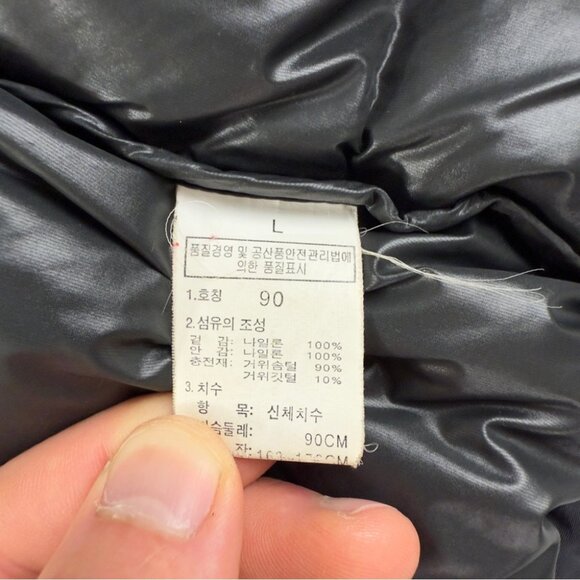 L
품질경영 및 공산품안전관리법에
의한 품질표시
1.호칭 90
2.섬유의 조성
겉 감: 나일론 100%
안 감: 나일론 100%
충전재: 거위솜털 90%
거위깃털 10%
3.치수
항 목: 신체치수
90CM